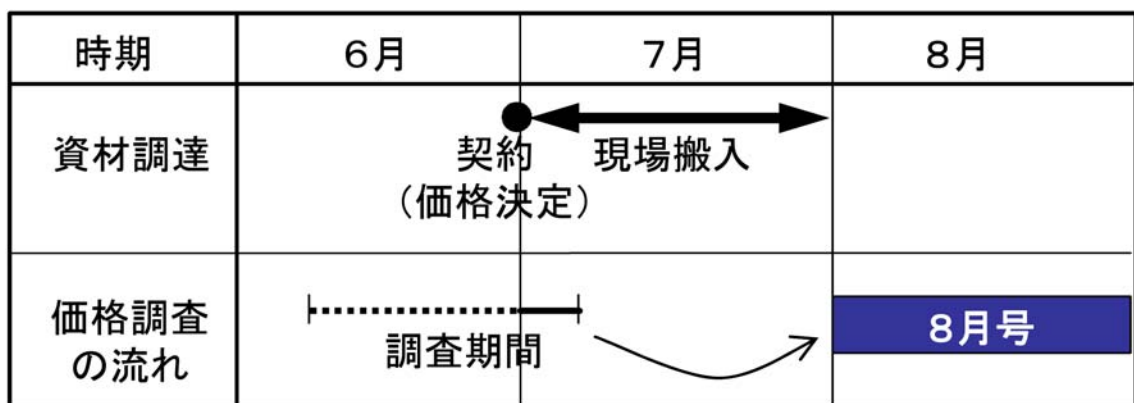 時期
6月
7月
8月
資材調達
契約
(価格決定)
現場搬入
価格調査
の流れ
調査期間
8月号